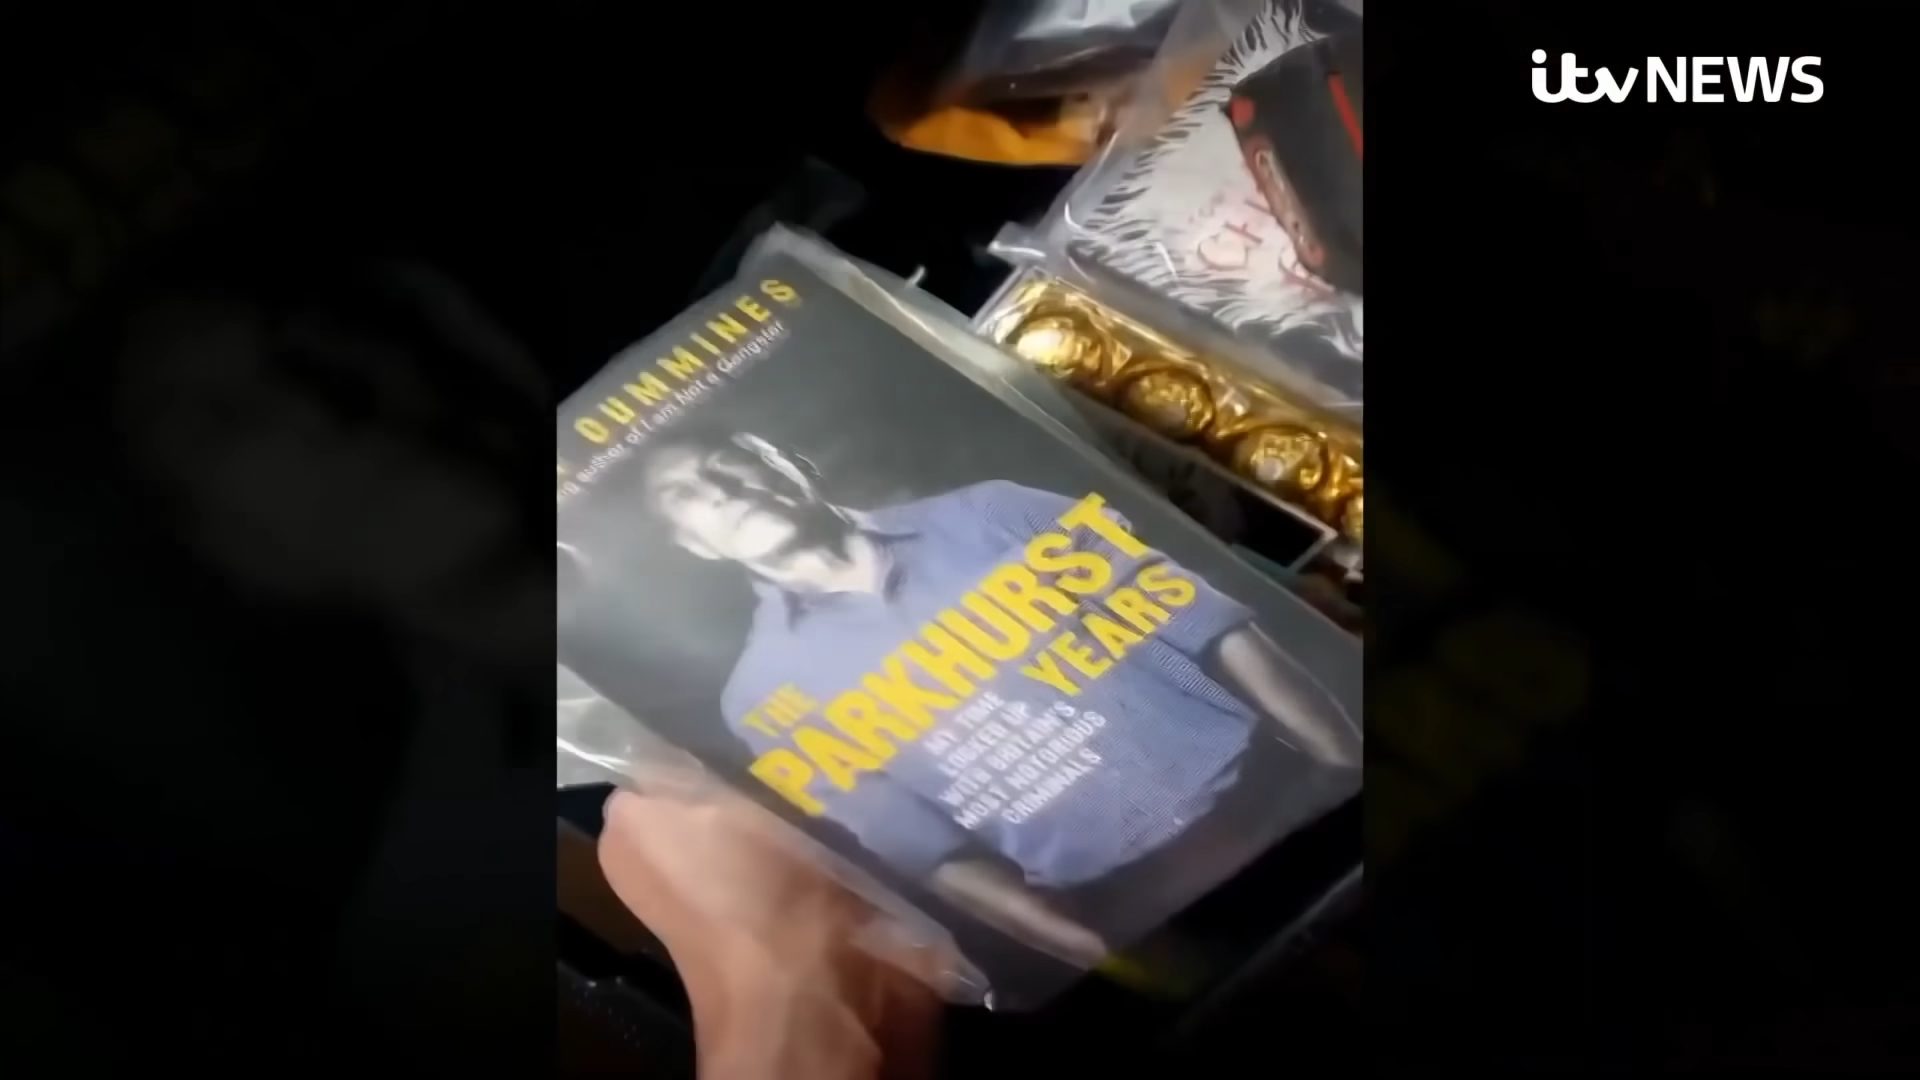 itv NEWS
OUMMINES
author of I am Not a Gangster
THE
PARKHURST
YEARS
MY TIME
LOCKED UP
WITH BRITAIN'S
MOST NOTORIOUS
CRIMINALS